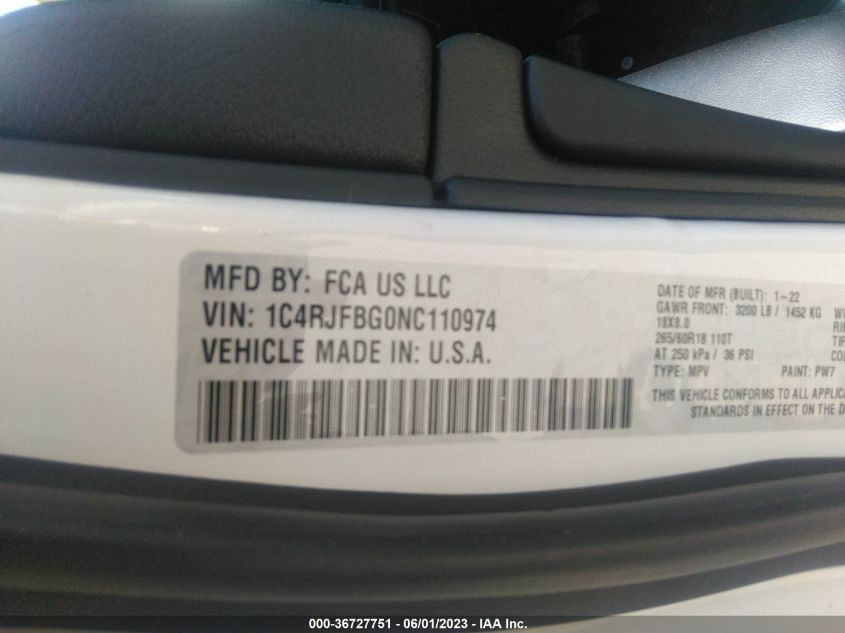 MFD BY: FCA US LLC
VIN: 1C4RJFBG0NC110974
VEHICLE MADE IN: U.S.A.
DATE OF MFR (BUILT): 1-22
GAWR FRONT: 3200 LB / 1452 KG
18X8.0
265/60R18 110T
AT 250 kPa / 36 PSI
TYPE: MPV PAINT: PW7
THIS VEHICLE CONFORMS TO ALL
STANDARDS IN EFFECT ON THE
000-36727751 - 06/01/2023 - IAA Inc.